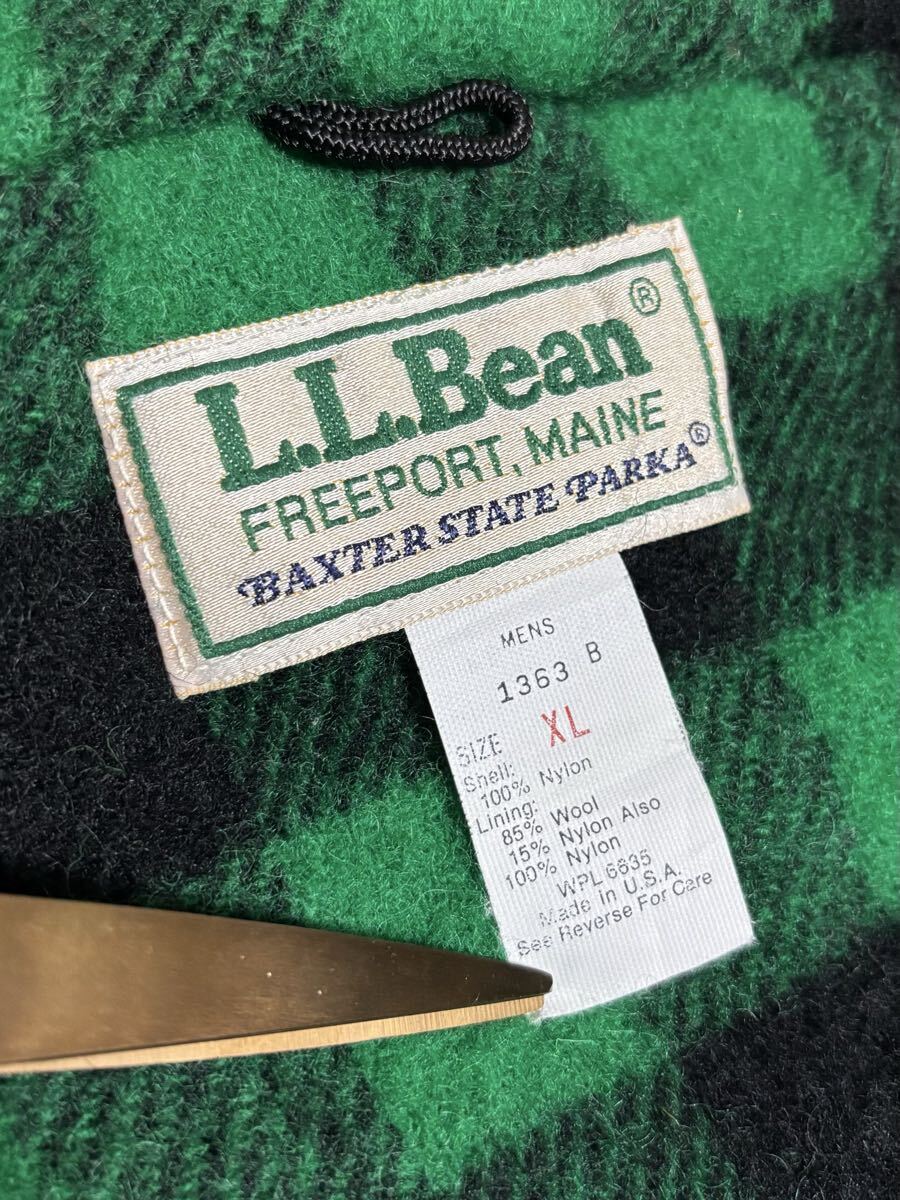 L.L.Bean®
FREEPORT, MAINE
BAXTER STATE PARKA®
MENS
1363 B
SIZE XL
Shell:
100% Nylon
Lining:
85% Wool
15% Nylon Also
100% Nylon
WPL 6635
Made in U.S.A.
See Reverse For Care